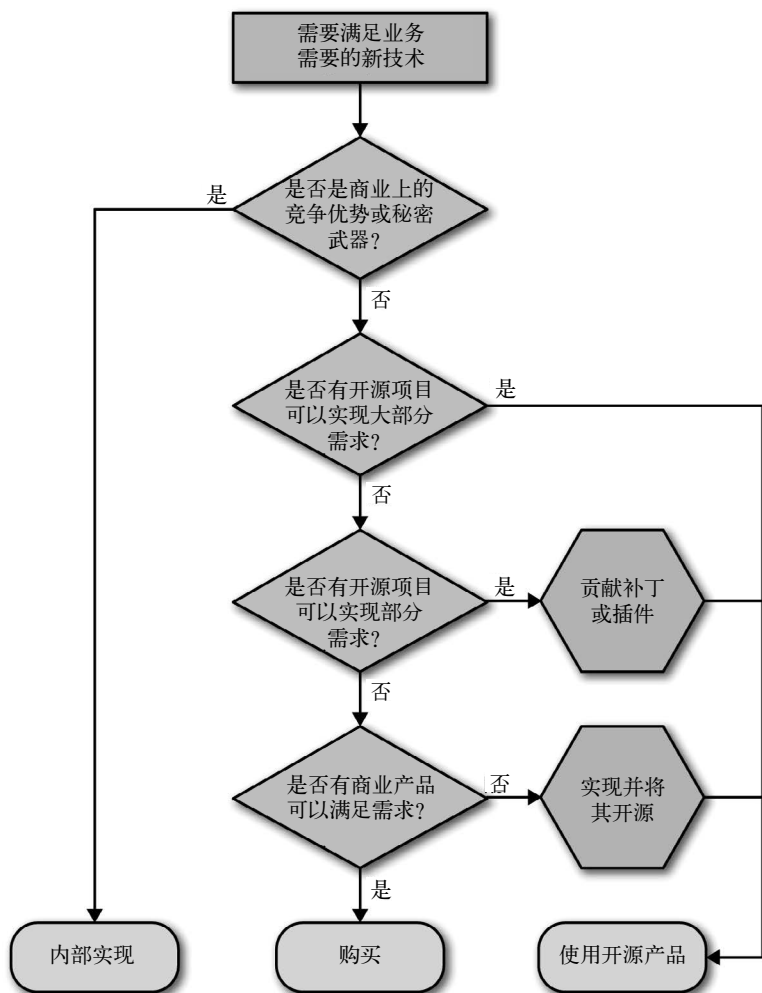 需要满足业务
需要的新技术
是
是否是商业上的
竞争优势或秘密
武器？
否
是否有开源项目
可以实现大部分
需求？
是
否
是否有开源项目
可以实现部分
需求？
是
贡献补丁
或插件
否
是否有商业产品
可以满足需求？
否
实现并将
其开源
是
内部实现
购买
使用开源产品